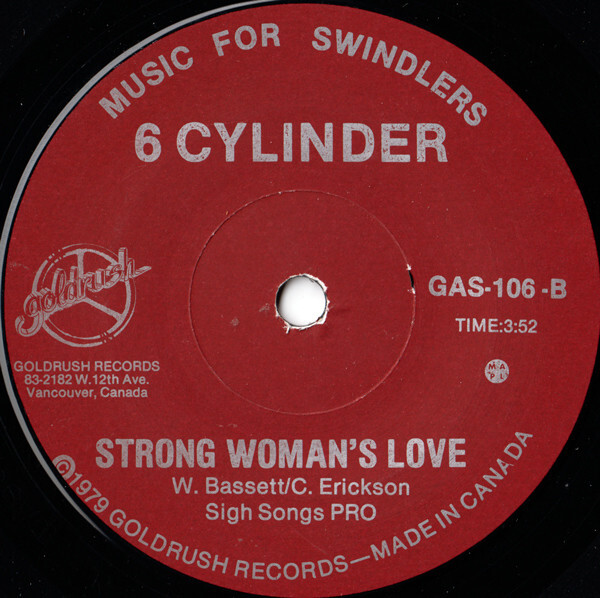 MUSIC FOR SWINDLERS
6 CYLINDER
goldrush
GAS-106-B
TIME:3:52
GOLDRUSH RECORDS
83-2182 W.12th Ave.
Vancouver, Canada
M A P L
STRONG WOMAN'S LOVE
W. Bassett/C. Erickson
Sigh Songs PRO
©1979 GOLDRUSH RECORDS—MADE IN CANADA